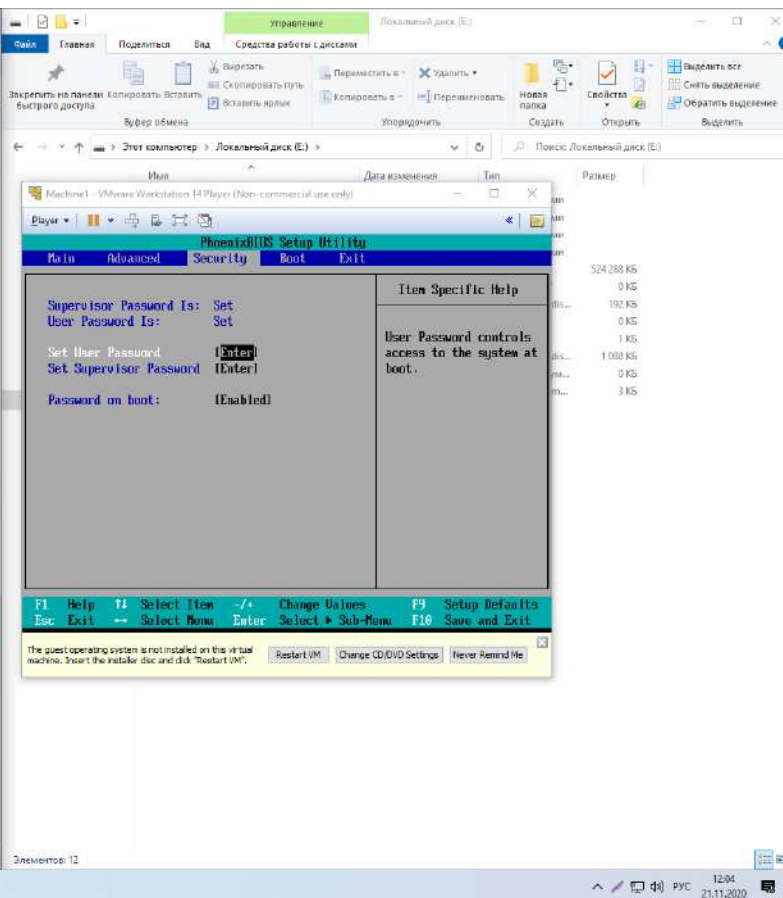 Управление Локальный диск (E:)
Файл Главная Поделиться Вид Средства работы с дисками
Закрепить на панели быстрого доступа
Копировать Вставить
Вырезать
Скопировать путь
Вставить ярлык
Буфер обмена
Переместить в
Копировать в
Удалить
Переименовать
Упорядочить
Новая папка
Создать
Свойства
Открыть
Выделить все
Снять выделение
Обратить выделение
Выделить
Этот компьютер > Локальный диск (E:) >
Поиск: Локальный диск (E:)
Имя Дата изменения Тип Размер
Machine1 - VMware Workstation 14 Player (Non-commercial use only)
Player
PhoenixBIOS Setup Utility
Main Advanced Security Boot Exit
Supervisor Password Is: Set
User Password Is: Set
Set User Password [Enter]
Set Supervisor Password [Enter]
Password on boot: [Enabled]
Item Specific Help
User Password controls
access to the system at
boot.
F1 Help ↑↓ Select Item -/+ Change Values F9 Setup Defaults
Esc Exit ↔ Select Menu Enter Select ▶ Sub-Menu F10 Save and Exit
The guest operating system is not installed on this virtual
machine. Insert the installer disc and click "Restart VM".
Restart VM Change CD/DVD Settings Never Remind Me
524 288 КБ
0 КБ
192 КБ
0 КБ
1 КБ
1 088 КБ
0 КБ
3 КБ
Элементов: 12
РУС 12:04
21.11.2020